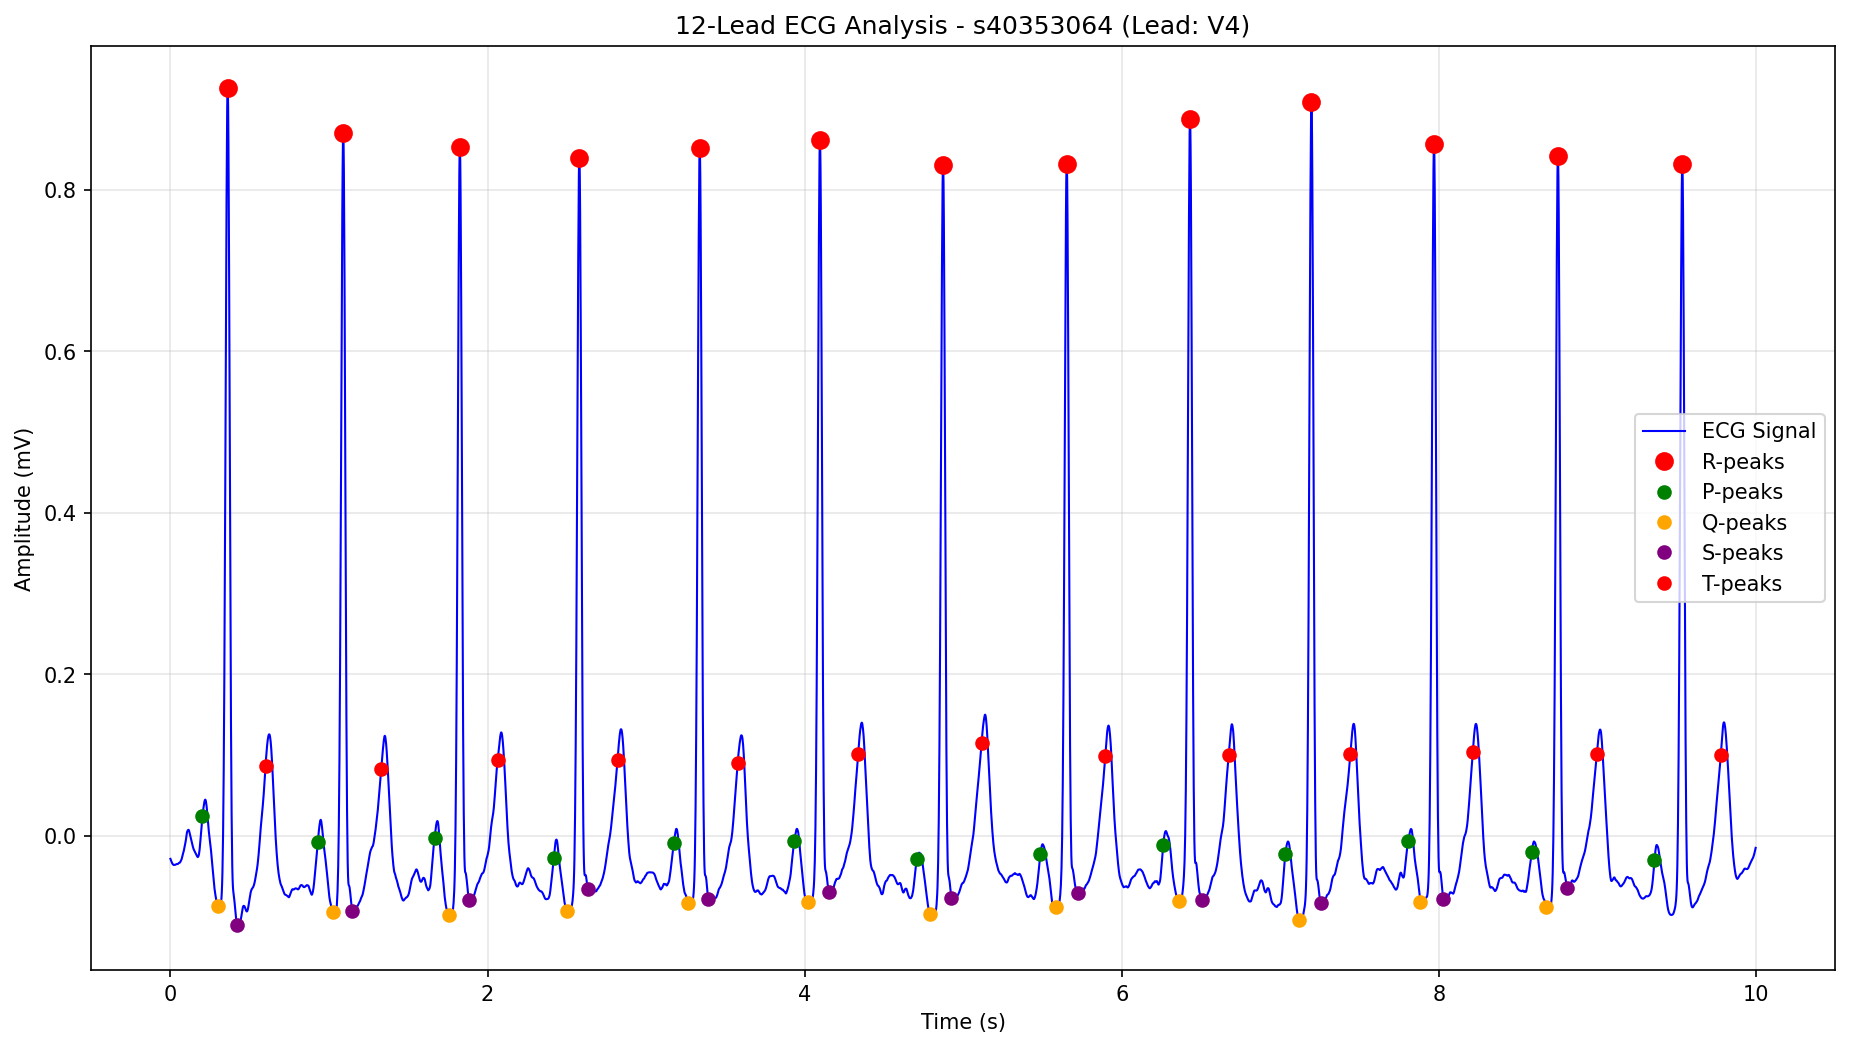 12-Lead ECG Analysis - s40353064 (Lead: V4)
Amplitude (mV)
0.8
0.6
0.4
0.2
0.0
ECG Signal
R-peaks
P-peaks
Q-peaks
S-peaks
T-peaks
0 2 4 6 8 10
Time (s)